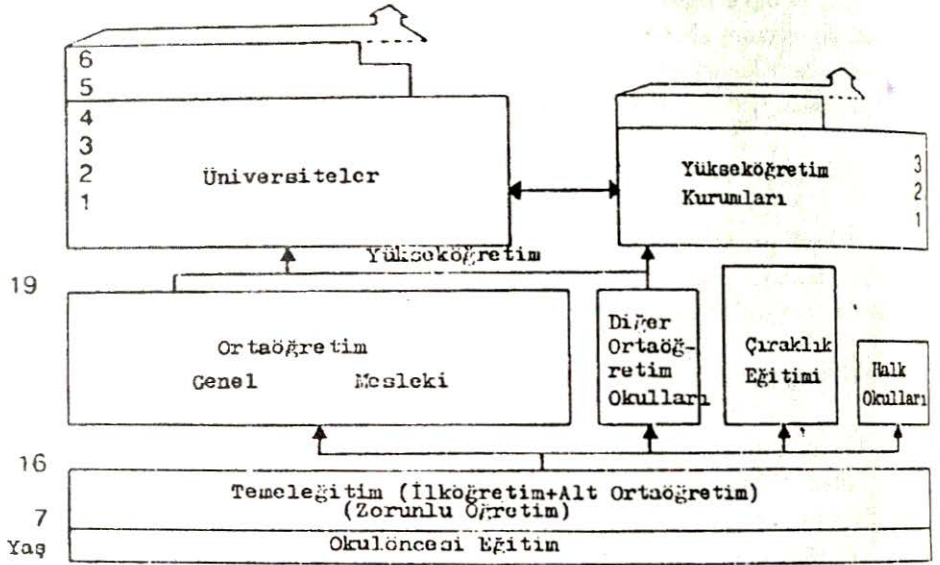 6
5
4
3
2
1
Üniversiteler
Yükseköğretim
Kurumları
3
2
1
Yükseköğretim
19
Ortaöğretim
Genel Mesleki
Diğer
Ortaöğ-
retim
Okulları
Çıraklık
Eğitimi
Halk
Okulları
16
Temeleğitim (İlköğretim+Alt Ortaöğretim)
(Zorunlu Öğretim)
7
Yaş
Okulöncesi Eğitim